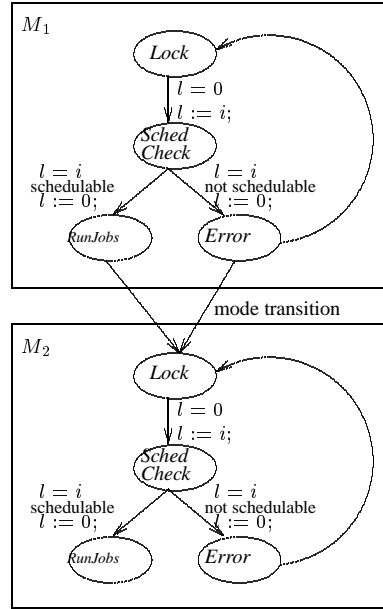 M₁
Lock
l = 0
l := i;
Sched
Check
l = i l = i
schedulable not schedulable
l := 0; l := 0;
RunJobs Error
mode transition
M₂
Lock
l = 0
l := i;
Sched
Check
l = i l = i
schedulable not schedulable
l := 0; l := 0;
RunJobs Error